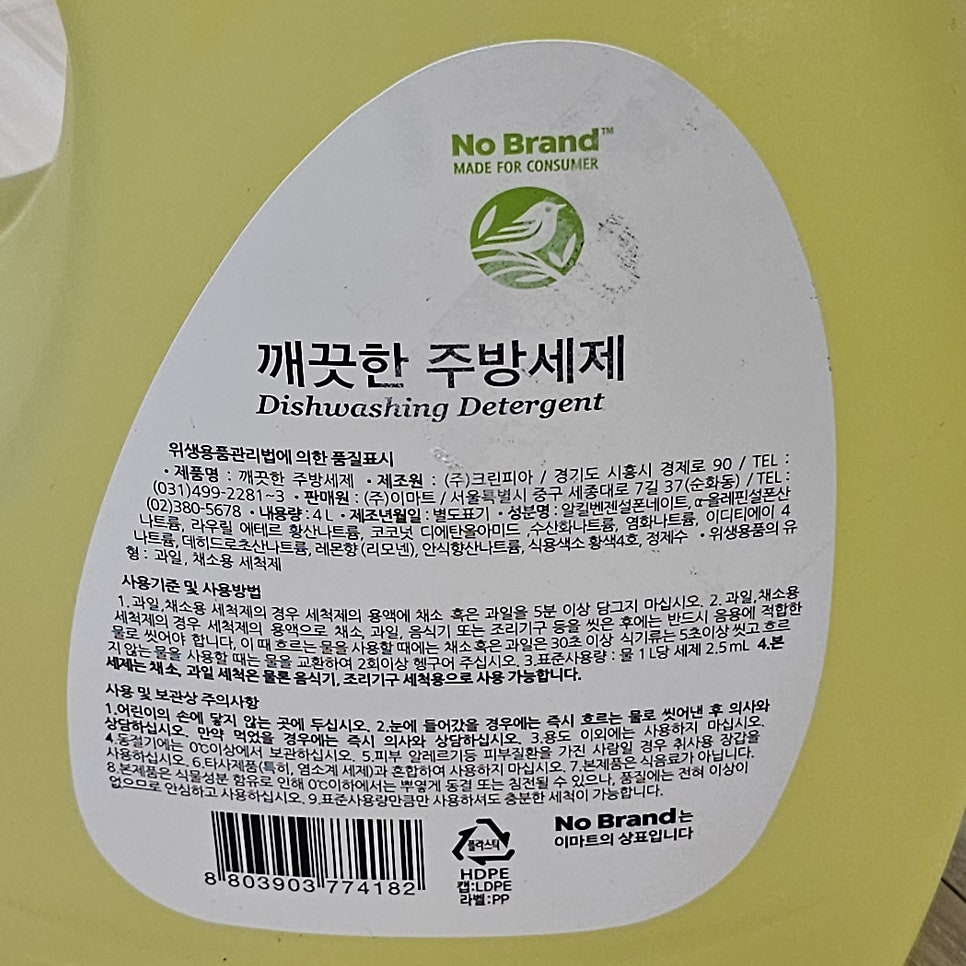 No Brand™
MADE FOR CONSUMER
깨끗한 주방세제
Dishwashing Detergent
위생용품관리법에 의한 품질표시
• 제품명 : 깨끗한 주방세제 • 제조원 : (주)크린피아 / 경기도 시흥시 경제로 90 / TEL :
(031)499-2281~3 • 판매원 : (주)이마트 / 서울특별시 중구 세종대로 7길 37(순화동) / TEL :
(02)380-5678 • 내용량 : 4L • 제조년월일 : 별도표기 • 성분명 : 알킬벤젠설폰네이트, α-올레핀설폰산
나트륨, 라우릴 에테르 황산나트륨, 코코넛 디에탄올아미드, 수산화나트륨, 염화나트륨, 이디티에이 4
나트륨, 데히드로초산나트륨, 레몬향(리모넨), 안식향산나트륨, 식용색소 황색4호, 정제수 • 위생용품의 유
형 : 과일, 채소용 세척제
사용기준 및 사용방법
1. 과일,채소용 세척제의 경우 세척제의 용액에 채소 혹은 과일을 5분 이상 담그지 마십시오. 2. 과일,채소용
세척제의 경우 세척제의 용액으로 채소, 과일, 음식기 또는 조리기구 등을 씻은 후에는 반드시 음용에 적합한
물로 씻어야 합니다, 이 때 흐르는 물을 사용할 때에는 채소 혹은 과일은 30초 이상 식기류는 5초이상 씻고 흐르
지 않는 물을 사용할 때는 물을 교환하여 2회이상 헹구어 주십시오. 3.표준사용량 : 물 1L당 세제 2.5mL 4.본
세제는 채소, 과일 세척은 물론 음식기, 조리기구 세척용으로 사용 가능합니다.
사용 및 보관상 주의사항
1.어린이의 손에 닿지 않는 곳에 두십시오. 2.눈에 들어갔을 경우에는 즉시 흐르는 물로 씻어낸 후 의사와
상담하십시오. 만약 먹었을 경우에는 즉시 의사와 상담하십시오. 3.용도 이외에는 사용하지 마십시오.
4.동절기에는 0℃이상에서 보관하십시오. 5.피부 알레르기등 피부질환을 가진 사람일 경우 취사용 장갑을
사용하십시오. 6.타사제품(특히, 염소계 세제)과 혼합하여 사용하지 마십시오. 7.본제품은 식음료가 아닙니다.
8.본제품은 식물성분 함유로 인해 0℃이하에서는 뿌옇게 동결 또는 침전될 수 있으나, 품질에는 전혀 이상이
없으므로 안심하고 사용하십시오. 9.표준사용량만큼만 사용하셔도 충분한 세척이 가능합니다.
8 803903 774182
플라스틱
HDPE
캡:LDPE
라벨:PP
No Brand는
이마트의 상표입니다